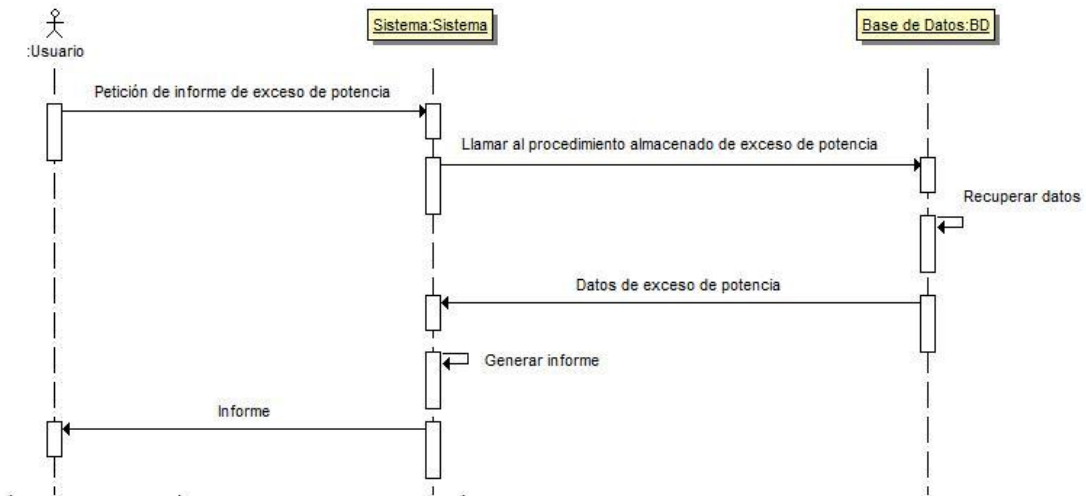 :Usuario
Sistema:Sistema
Base de Datos:BD
Petición de informe de exceso de potencia
Llamar al procedimiento almacenado de exceso de potencia
Recuperar datos
Datos de exceso de potencia
Generar informe
Informe